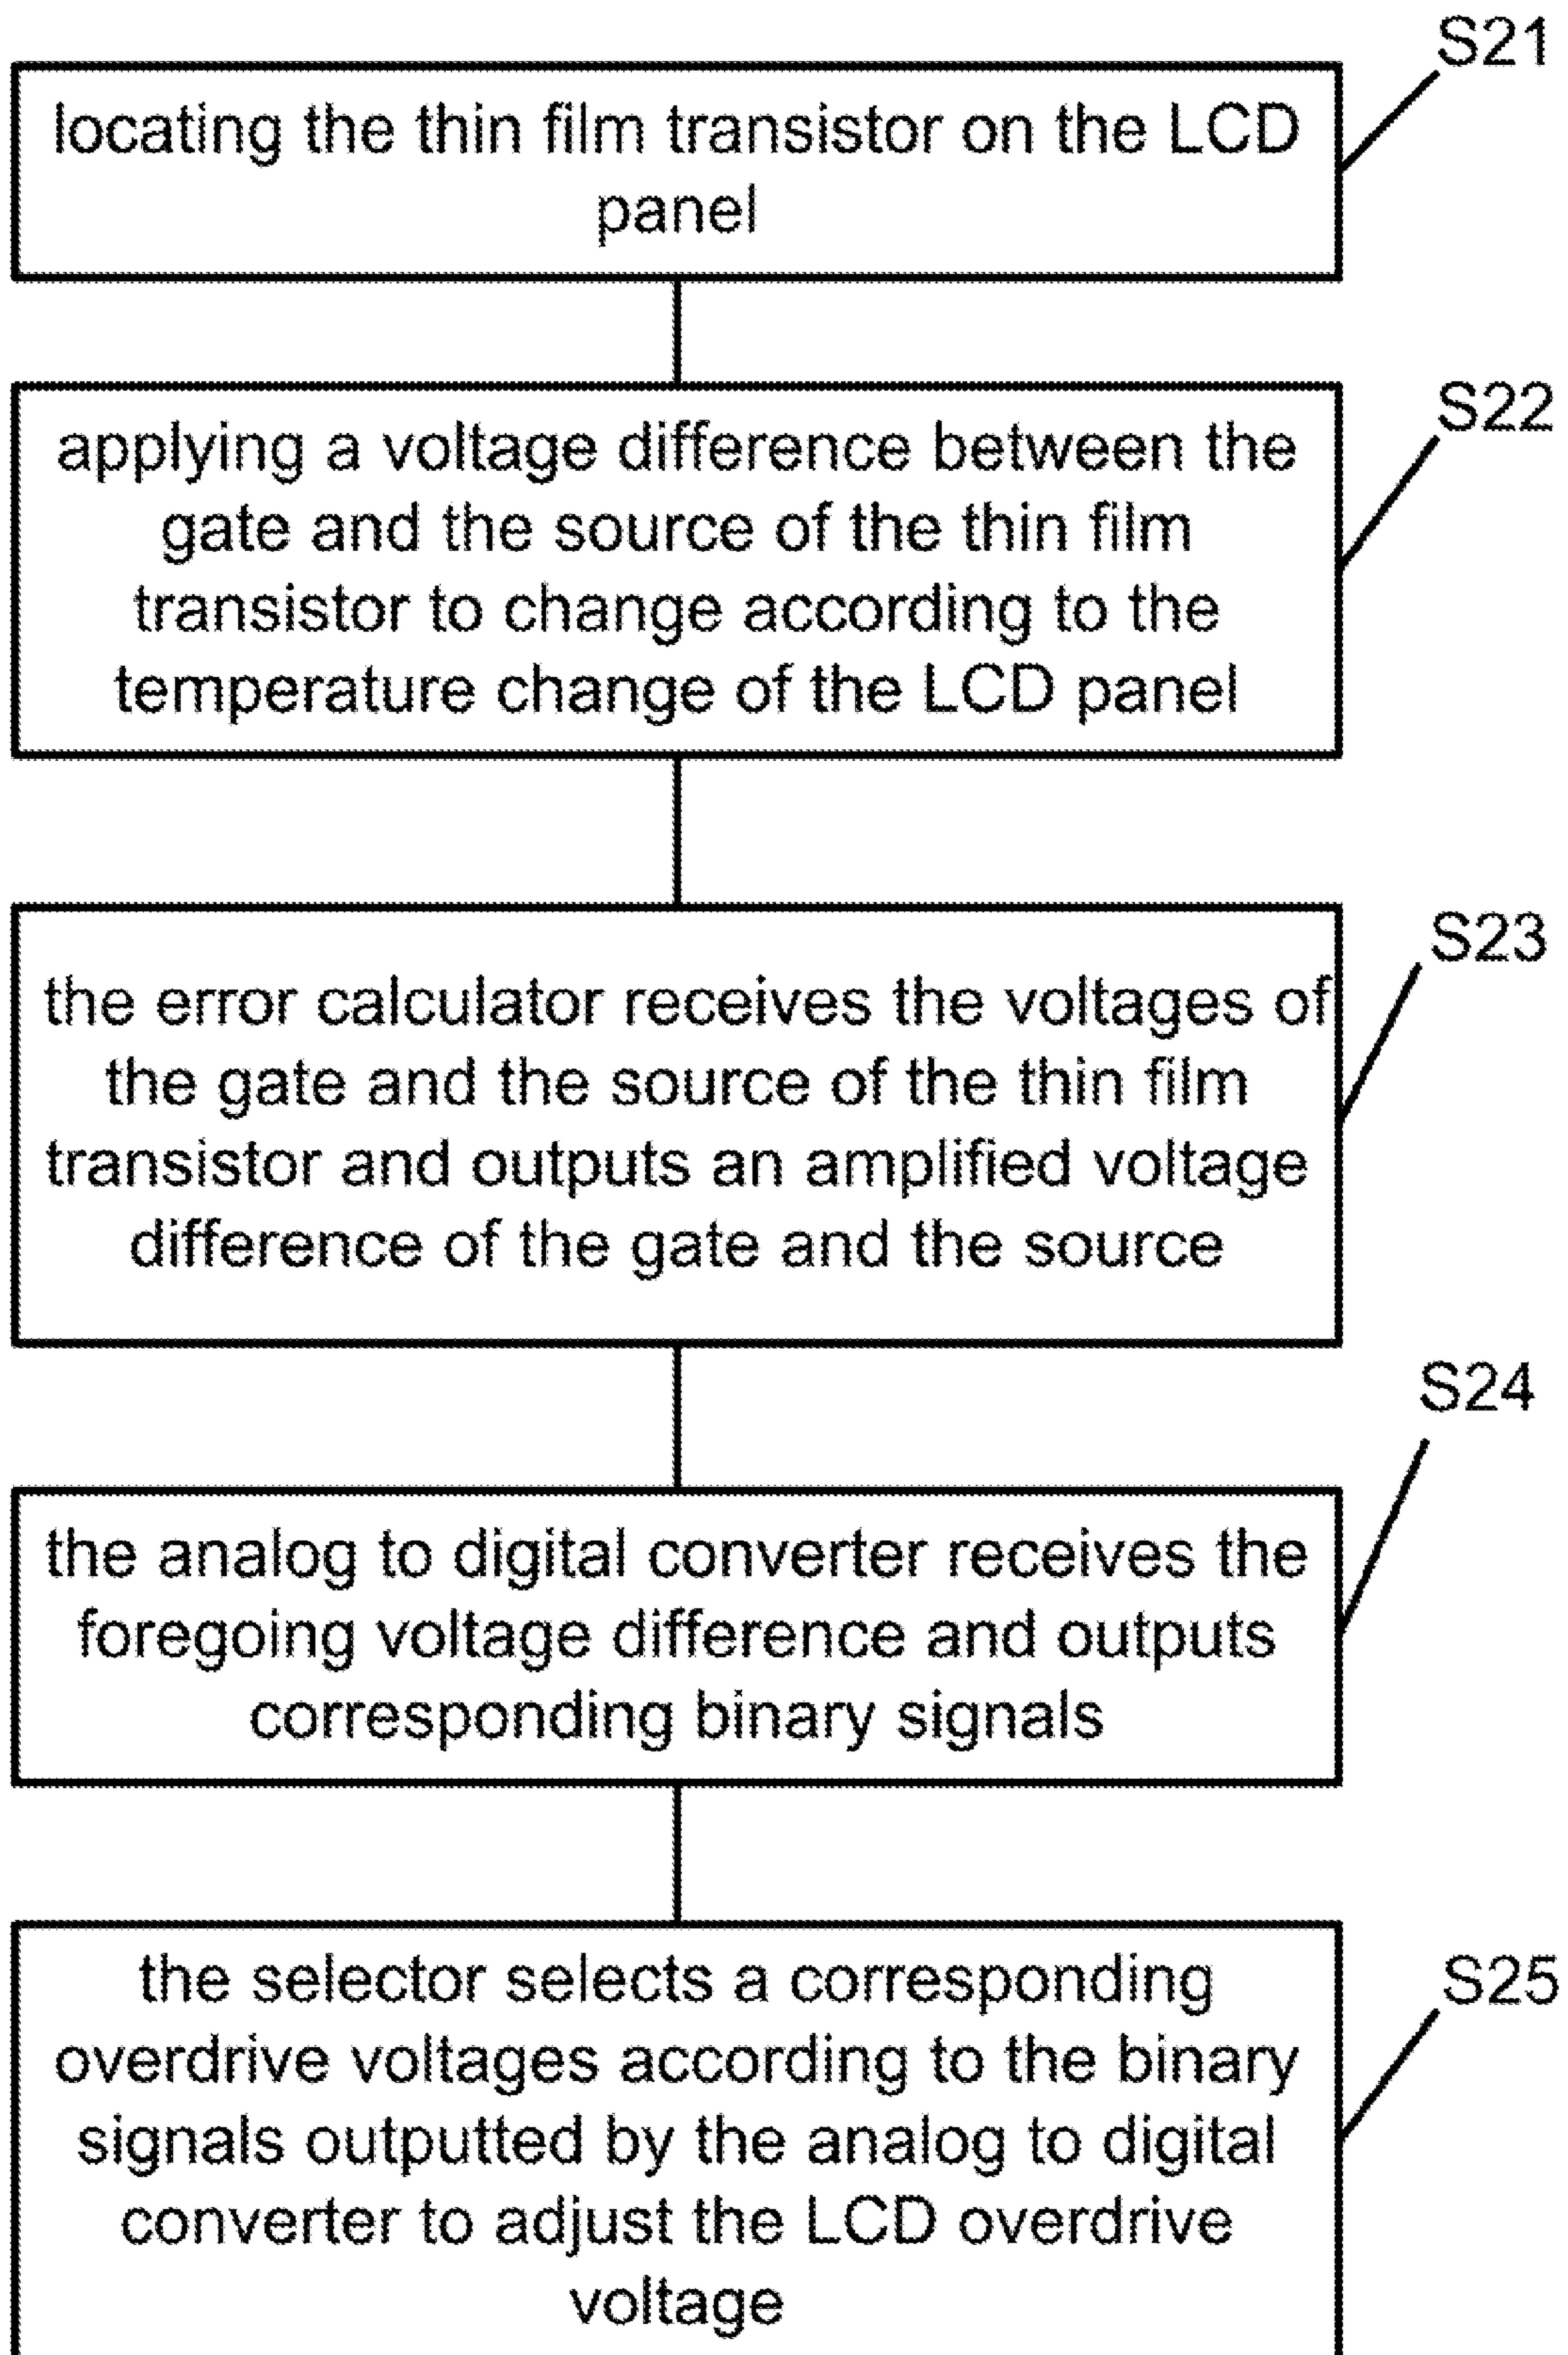 S21
locating the thin film transistor on the LCD
panel
S22
applying a voltage difference between the
gate and the source of the thin film
transistor to change according to the
temperature change of the LCD panel
S23
the error calculator receives the voltages of
the gate and the source of the thin film
transistor and outputs an amplified voltage
difference of the gate and the source
S24
the analog to digital converter receives the
foregoing voltage difference and outputs
corresponding binary signals
S25
the selector selects a corresponding
overdrive voltages according to the binary
signals outputted by the analog to digital
converter to adjust the LCD overdrive
voltage